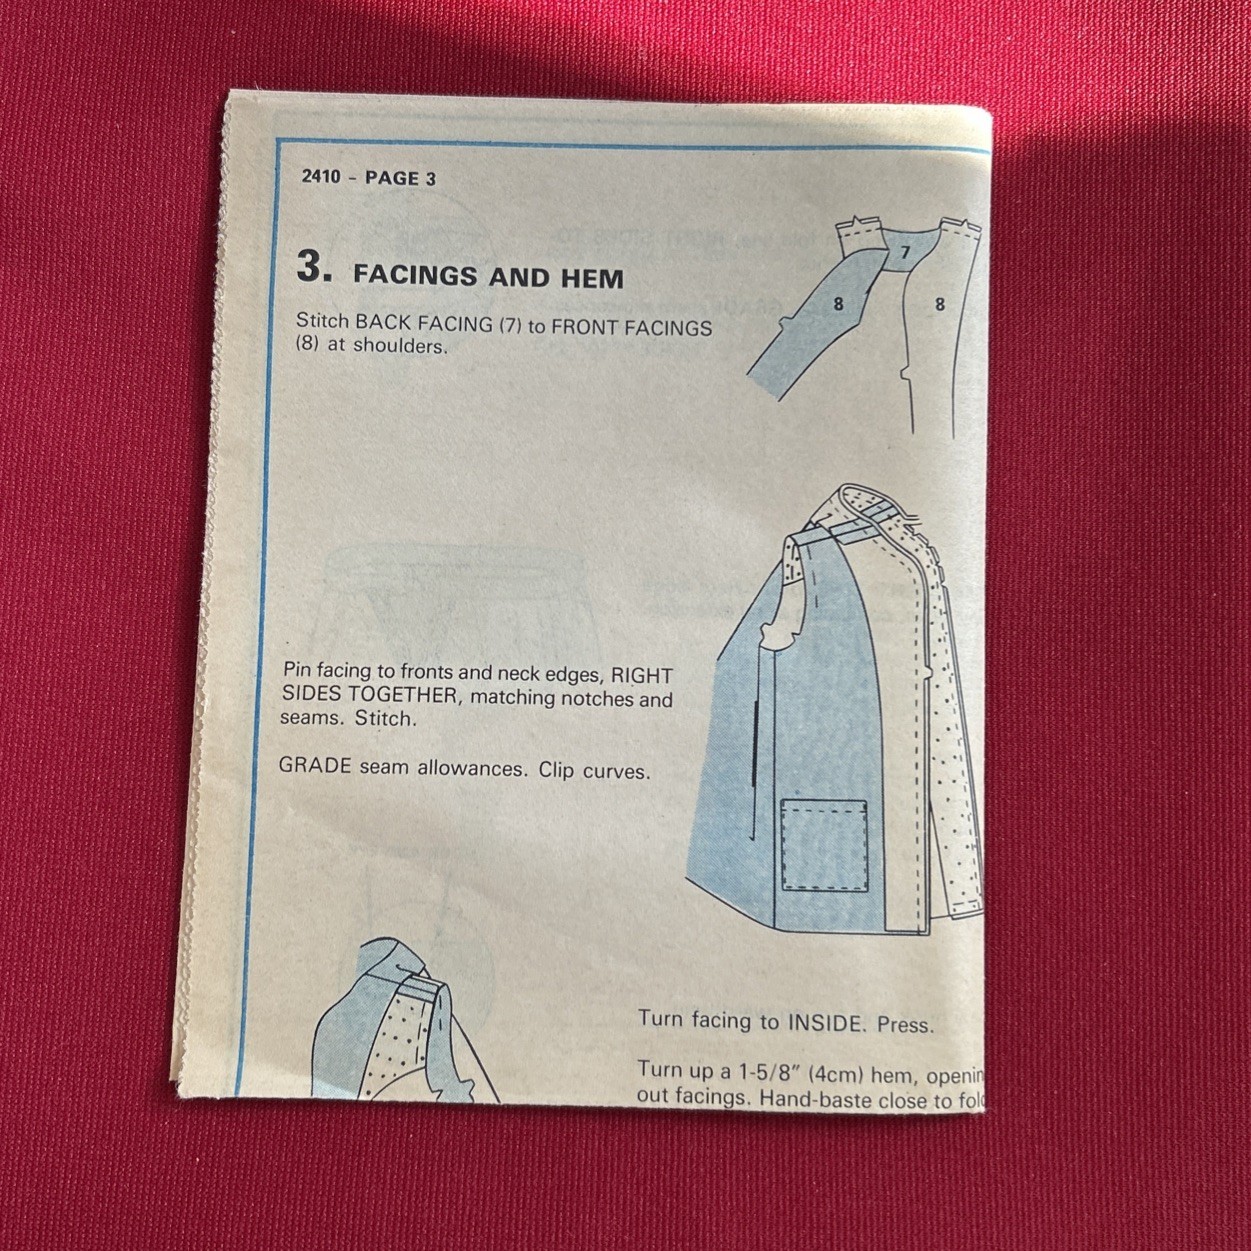 2410 - PAGE 3
3. FACINGS AND HEM
Stitch BACK FACING (7) to FRONT FACINGS
(8) at shoulders.
7
8
8
Pin facing to fronts and neck edges, RIGHT
SIDES TOGETHER, matching notches and
seams. Stitch.
GRADE seam allowances. Clip curves.
Turn facing to INSIDE. Press.
Turn up a 1-5/8" (4cm) hem, openin
out facings. Hand-baste close to fol